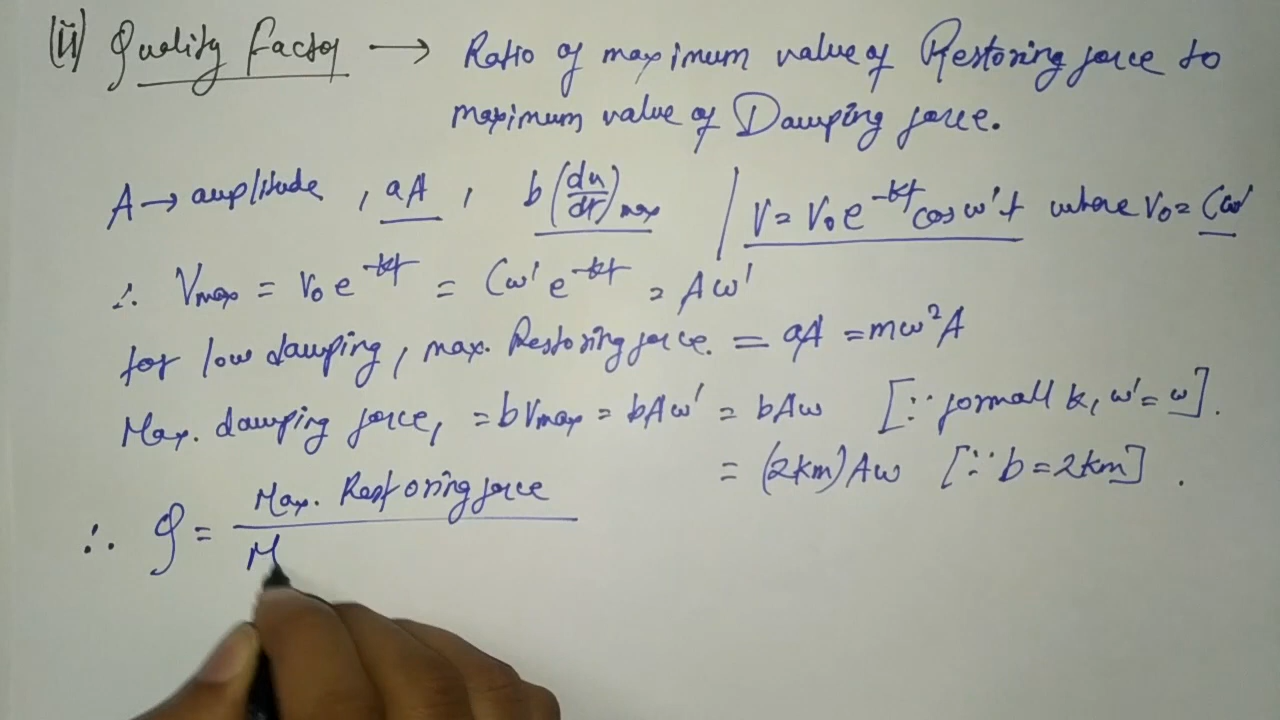 (ii) Quality factor → Ratio of maximum value of Restoring force to
maximum value of Damping force.
A → amplitude , aA , b(du/dt)max | V = V₀e^-kt cos ω't where V₀ = Cω'
∴ Vmax = V₀e^-kt = Cω'e^-kt = Aω'
for low damping, max. Restoring force. = aA = mω²A
Max. damping force, = bVmax = bAω' = bAω [∵ for small k, ω' = ω].
= (2km)Aω [∵ b = 2km] .
∴ Q = Max. Restoring force
M